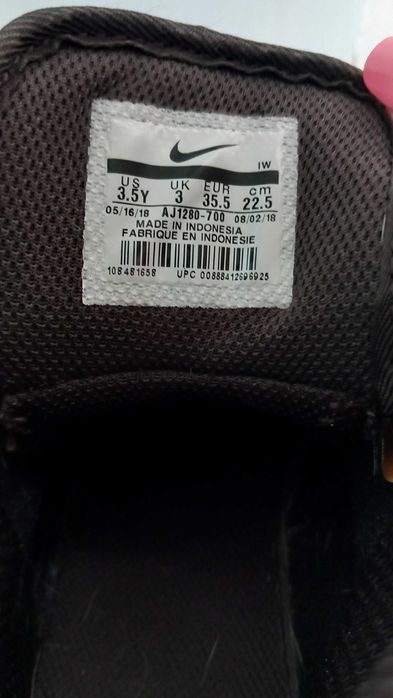 IW
US UK EUR cm
3.5Y 3 35.5 22.5
05/16/18 AJ1280-700 08/02/18
MADE IN INDONESIA
FABRIQUE EN INDONESIE
108481658 UPC 00888412696925